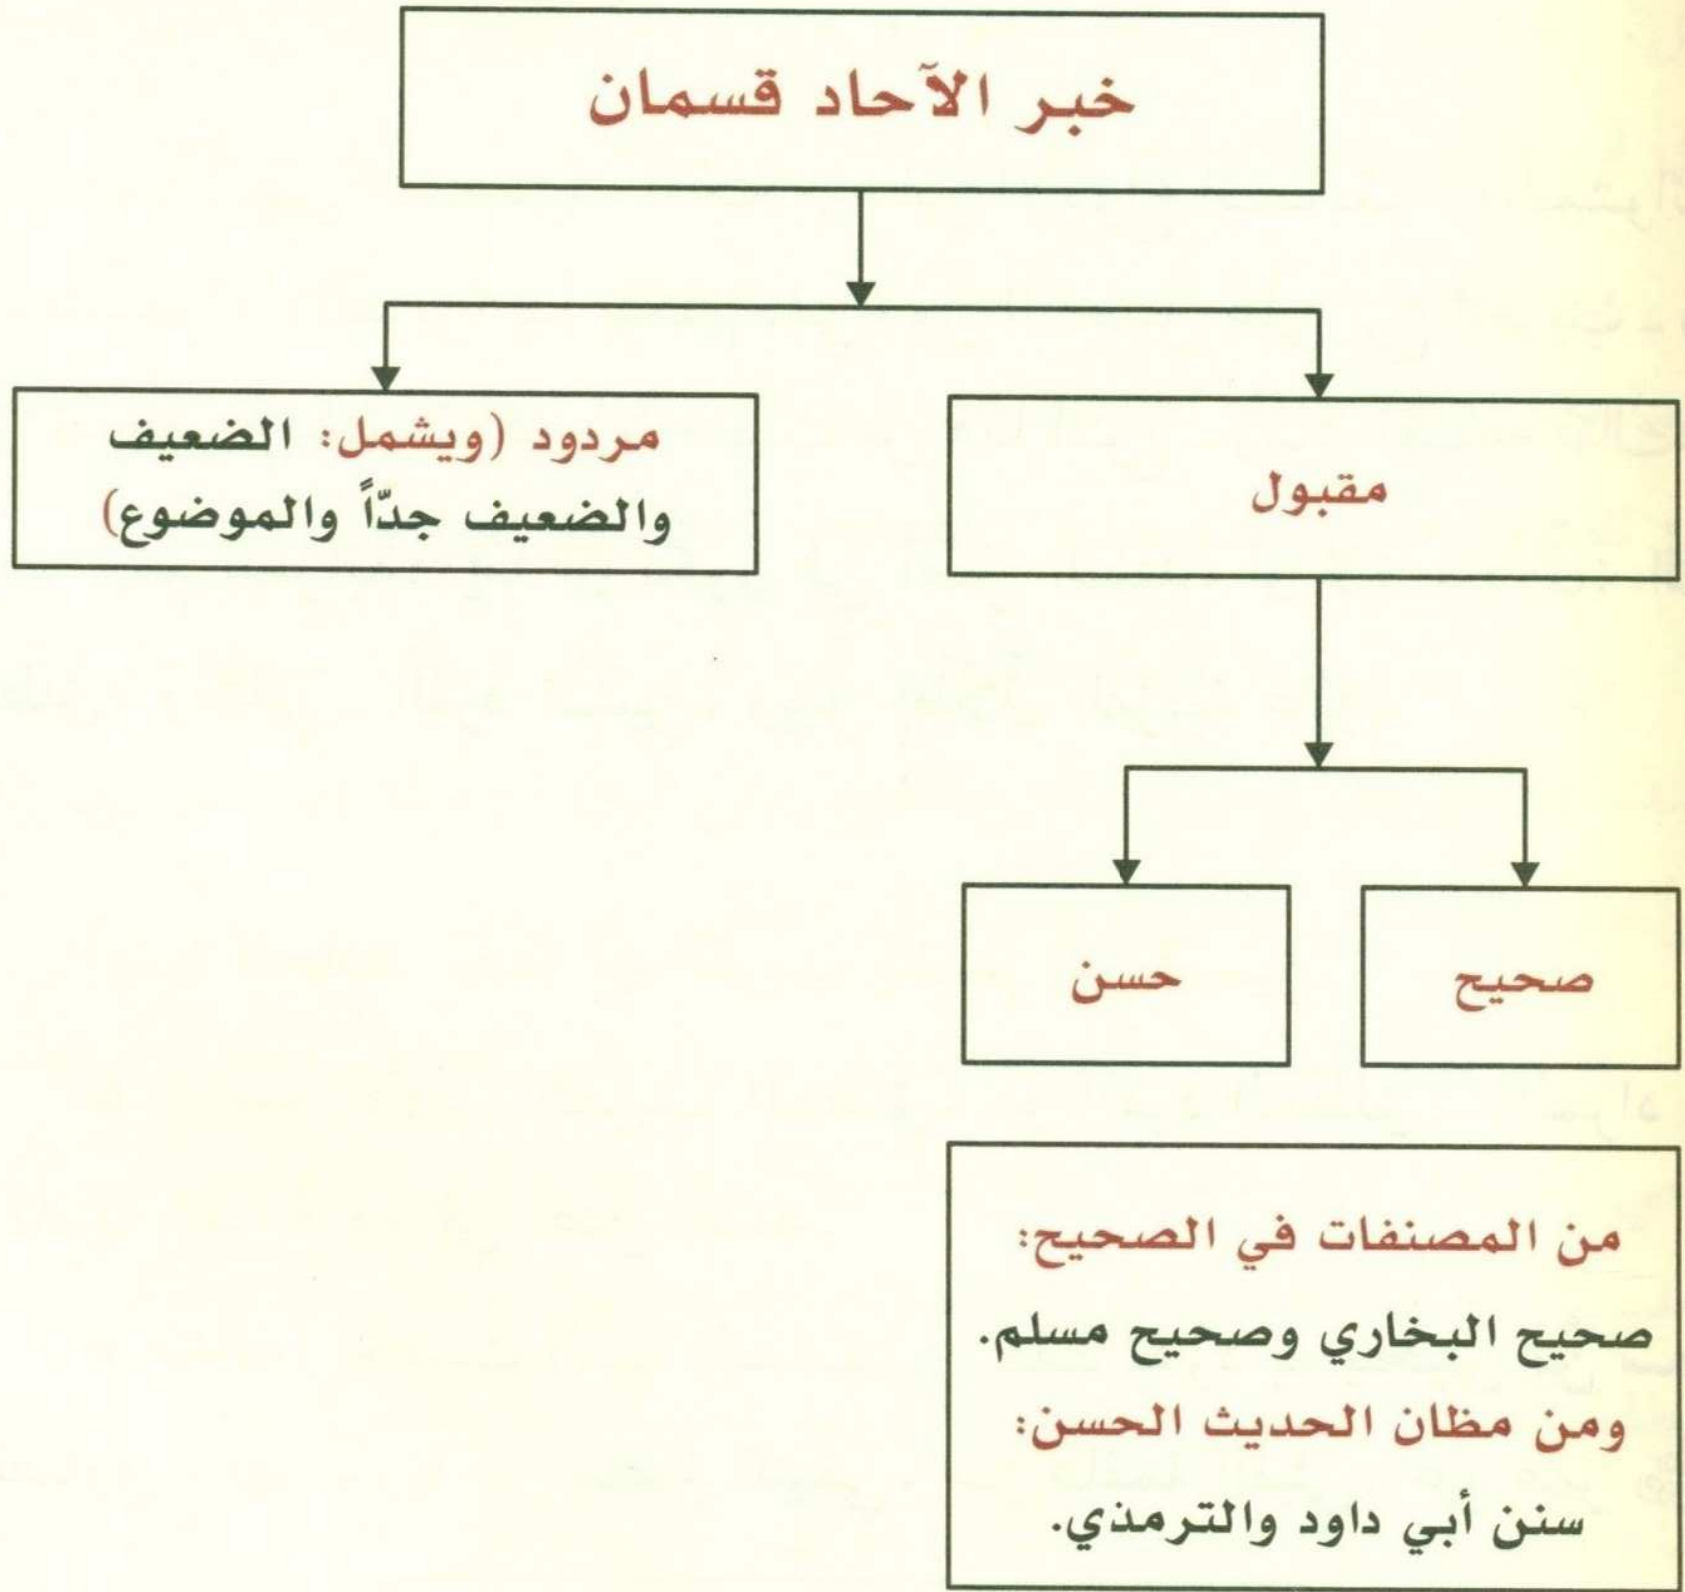 خبر الآحاد قسمان
مقبول
مردود (ويشمل: الضعيف
والضعيف جدّاً والموضوع)
صحيح
حسن
من المصنفات في الصحيح:
صحيح البخاري وصحيح مسلم.
ومن مظان الحديث الحسن:
سنن أبي داود والترمذي.